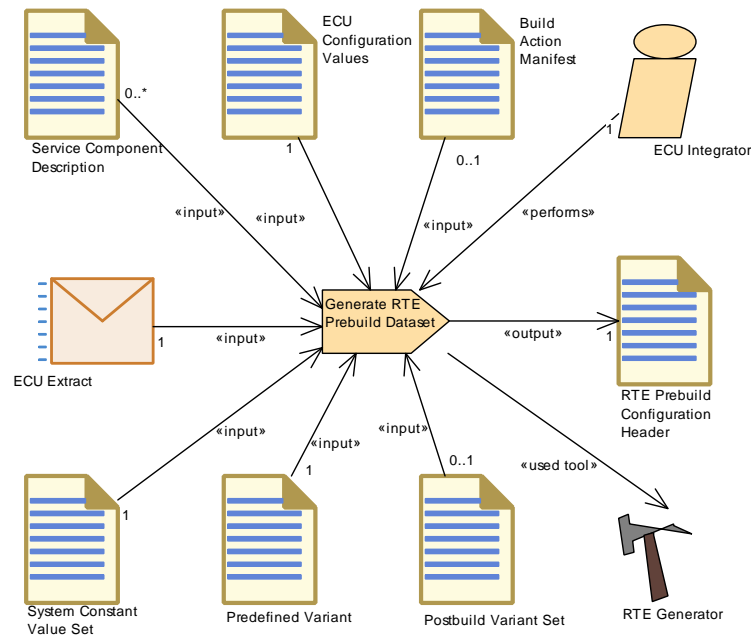 ECU
Configuration
Values
Build
Action
Manifest
0..*
Service Component
Description
1
0..1
1
ECU Integrator
«input»
«input»
«input»
«performs»
Generate RTE
Prebuild Dataset
1
«input»
ECU Extract
«output»
1
RTE Prebuild
Configuration
Header
«input»
«input»
«input»
«used tool»
1
1
0..1
System Constant
Value Set
Predefined Variant
Postbuild Variant Set
RTE Generator